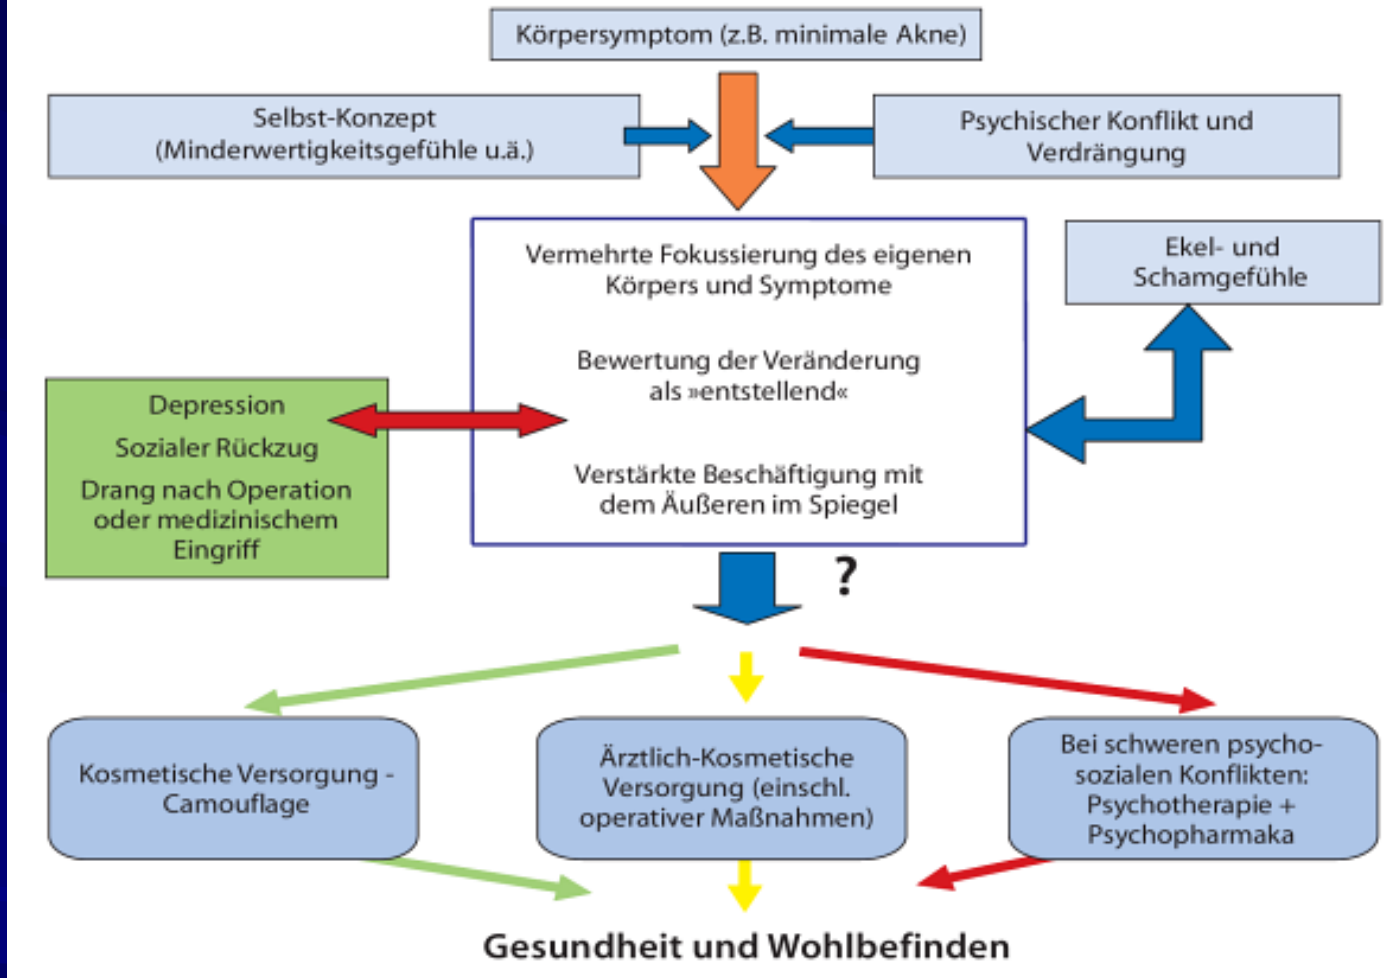 Körpersymptom (z.B. minimale Akne)
Selbst-Konzept
(Minderwertigkeitsgefühle u.ä.)
Psychischer Konflikt und
Verdrängung
Vermehrte Fokussierung des eigenen
Körpers und Symptome
Bewertung der Veränderung
als »entstellend«
Verstärkte Beschäftigung mit
dem Äußeren im Spiegel
Ekel- und
Schamgefühle
Depression
Sozialer Rückzug
Drang nach Operation
oder medizinischem
Eingriff
?
Kosmetische Versorgung -
Camouflage
Ärztlich-Kosmetische
Versorgung (einschl.
operativer Maßnahmen)
Bei schweren psycho-
sozialen Konflikten:
Psychotherapie +
Psychopharmaka
Gesundheit und Wohlbefinden